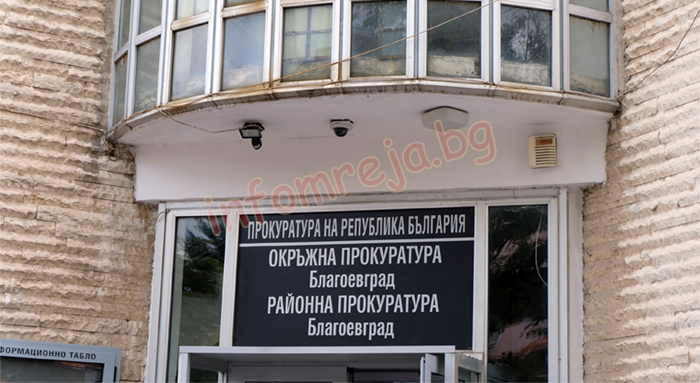 infomreja.bg
ПРОКУРАТУРА НА РЕПУБЛИКА БЪЛГАРИЯ
ОКРЪЖНА ПРОКУРАТУРА
Благоевград
РАЙОННА ПРОКУРАТУРА
Благоевград
ФОРМАЦИОННО ТАБЛО